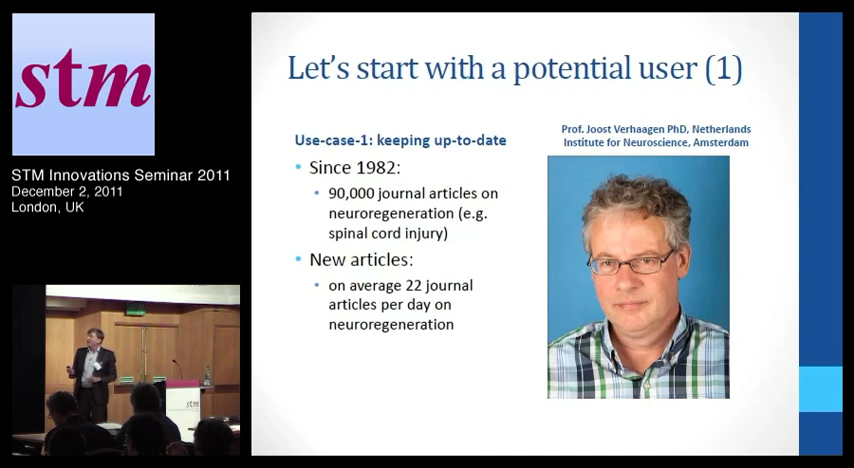 stm
STM Innovations Seminar 2011
December 2, 2011
London, UK
stm
Let's start with a potential user (1)
Use-case-1: keeping up-to-date
• Since 1982:
• 90,000 journal articles on
neuroregeneration (e.g.
spinal cord injury)
• New articles:
• on average 22 journal
articles per day on
neuroregeneration
Prof. Joost Verhaagen PhD, Netherlands
Institute for Neuroscience, Amsterdam